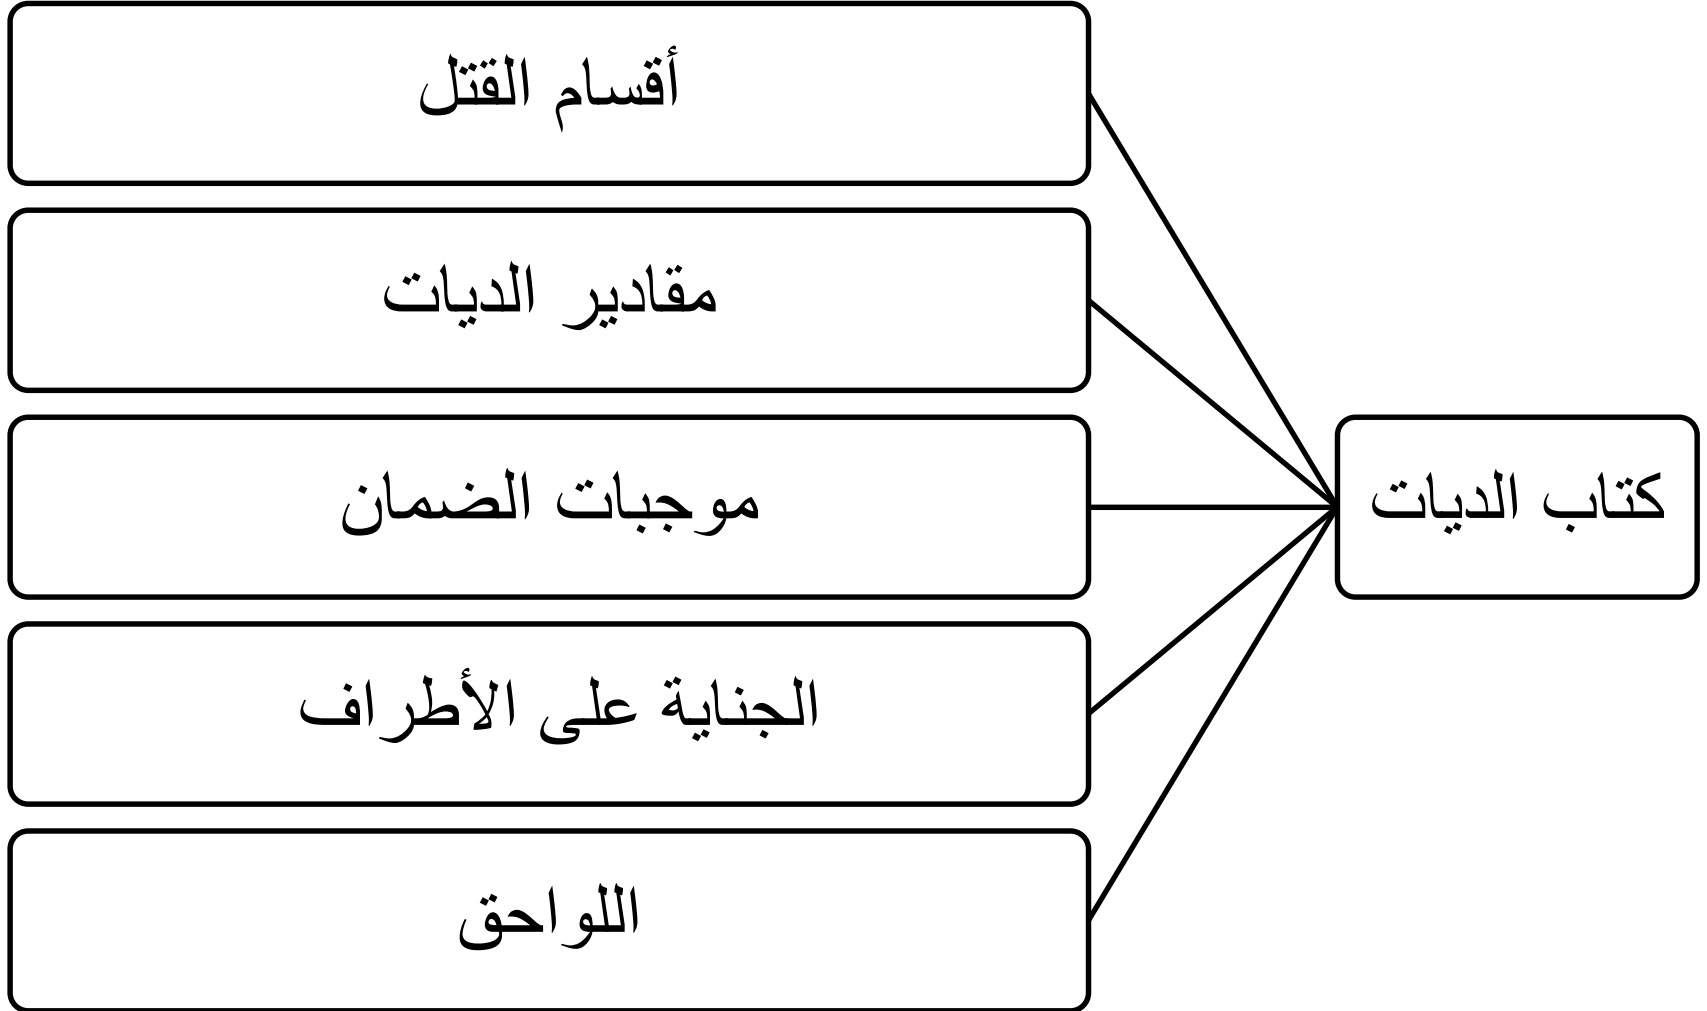 كتاب الديات
أقسام القتل
مقادير الديات
موجبات الضمان
الجناية على الأطراف
اللواحق